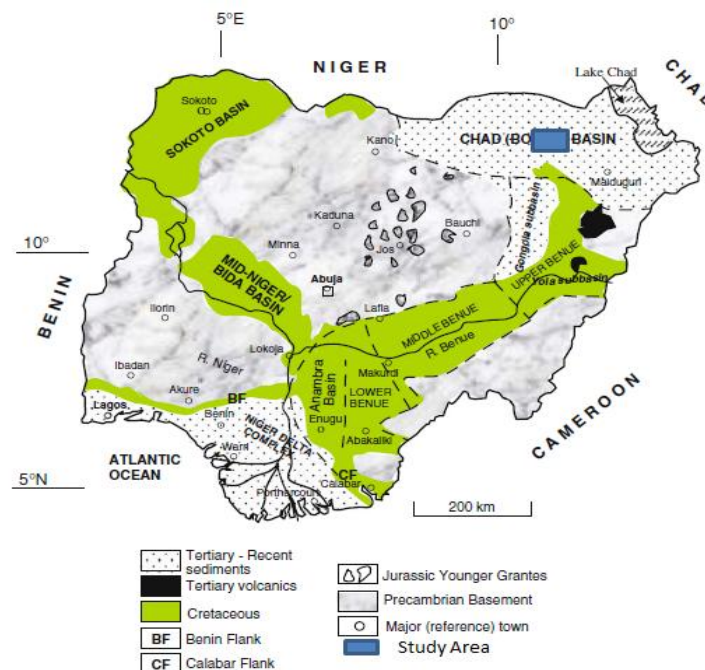 5°E
10°
NIGER
Lake Chad
CHAD
Sokoto
SOKOTO BASIN
Kano
CHAD (BO
BASIN
Maiduguri
Kaduna
Bauchi
Gongola subbasin
Minna
Jos
10°
MID-NIGER/
BIDA BASIN
Abuja
UPPER BENUE
Yola subbasin
BENIN
Ilorin
Lafia
MIDDLE BENUE
R. Benue
Lokoja
R. Niger
Makurdi
Ibadan
Anambra
Basin
LOWER
BENUE
CAMEROON
Akure
BF
Lagos
Benin
Enugu
NIGER DELTA
COMPLEX
Abakaliki
Warri
ATLANTIC
OCEAN
CF
5°N
Calabar
Portharcourt
200 km
Tertiary - Recent
sediments
Tertiary volcanics
Cretaceous
BF Benin Flank
CF Calabar Flank
Jurassic Younger Grantes
Precambrian Basement
Major (reference) town
Study Area